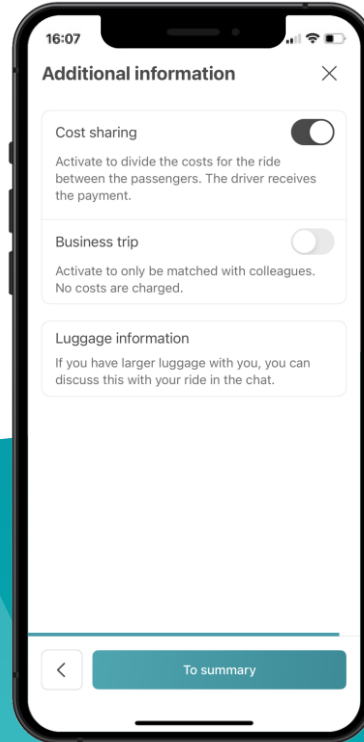 16:07
Additional information
Cost sharing
Activate to divide the costs for the ride
between the passengers. The driver receives
the payment.
Business trip
Activate to only be matched with colleagues.
No costs are charged.
Luggage information
If you have larger luggage with you, you can
discuss this with your ride in the chat.
To summary